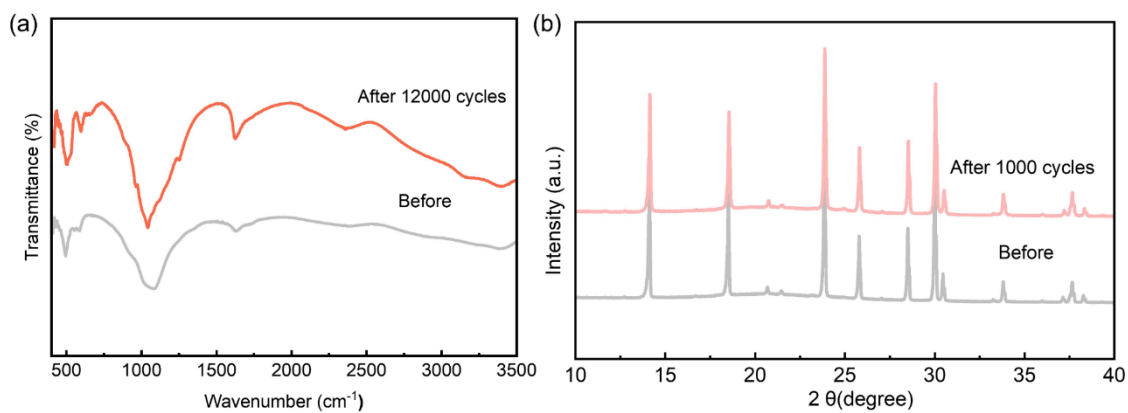 (a)
Transmittance (%)
After 12000 cycles
Before
500 1000 1500 2000 2500 3000 3500
Wavenumber (cm⁻¹)
(b)
Intensity (a.u.)
After 1000 cycles
Before
10 15 20 25 30 35 40
2 θ(degree)